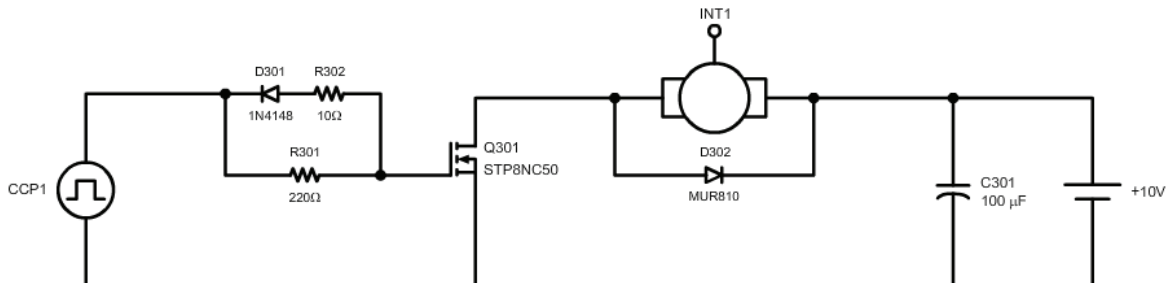 INT1
D301
R302
1N4148
10Ω
R301
220Ω
CCP1
Q301
STP8NC50
D302
MUR810
C301
100 µF
+10V